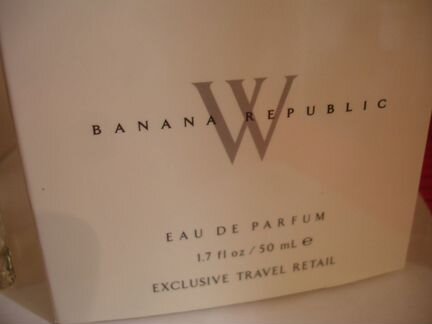 W
BANANA REPUBLIC
EAU DE PARFUM
1.7 fl oz / 50 mL ℮
EXCLUSIVE TRAVEL RETAIL